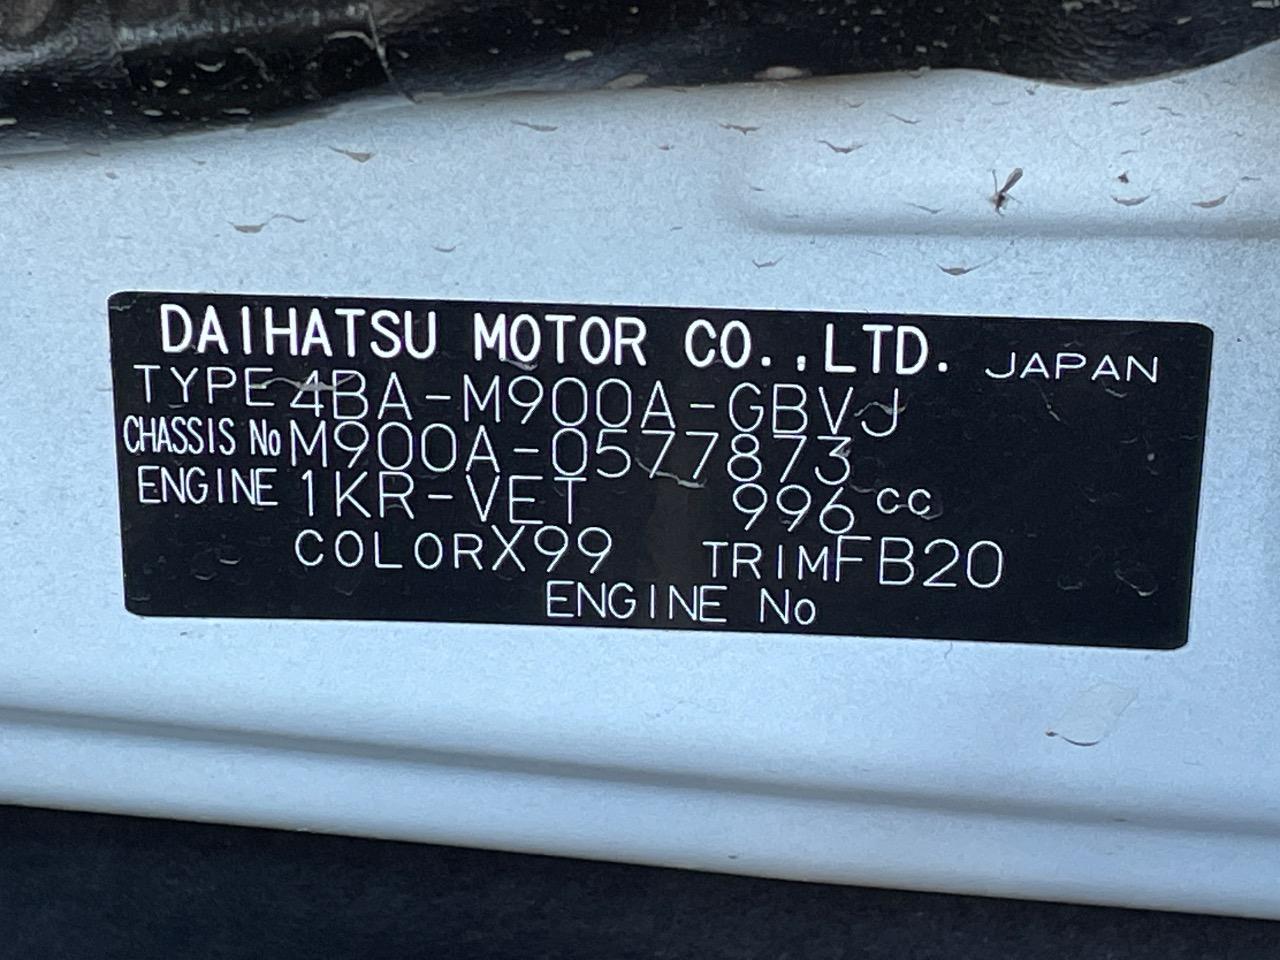 DAIHATSU MOTOR CO.,LTD. JAPAN
TYPE 4BA-M900A-GBVJ
CHASSIS No M900A-0577873
ENGINE 1KR-VET 996 cc
COLOR X99 TRIM FB20
ENGINE No